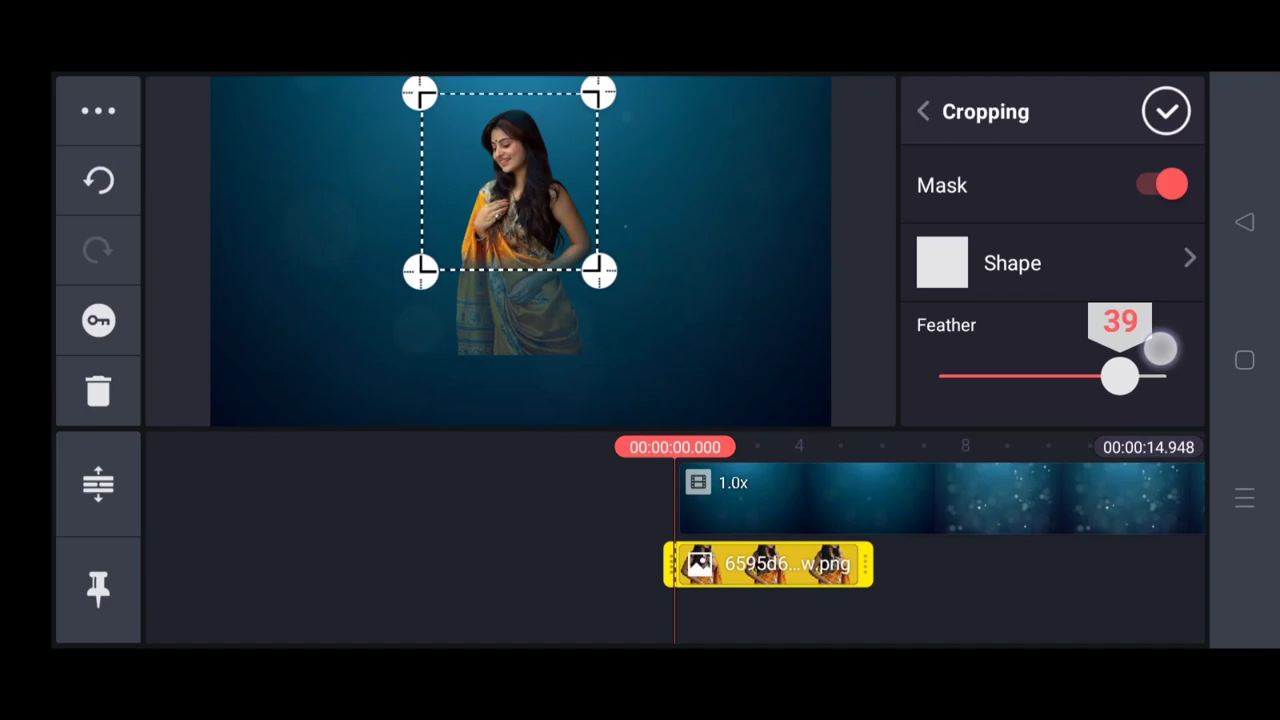 Cropping
Mask
Shape
Feather
39
00:00:00.000
4
8
00:00:14.948
1.0x
6595d6...w.png